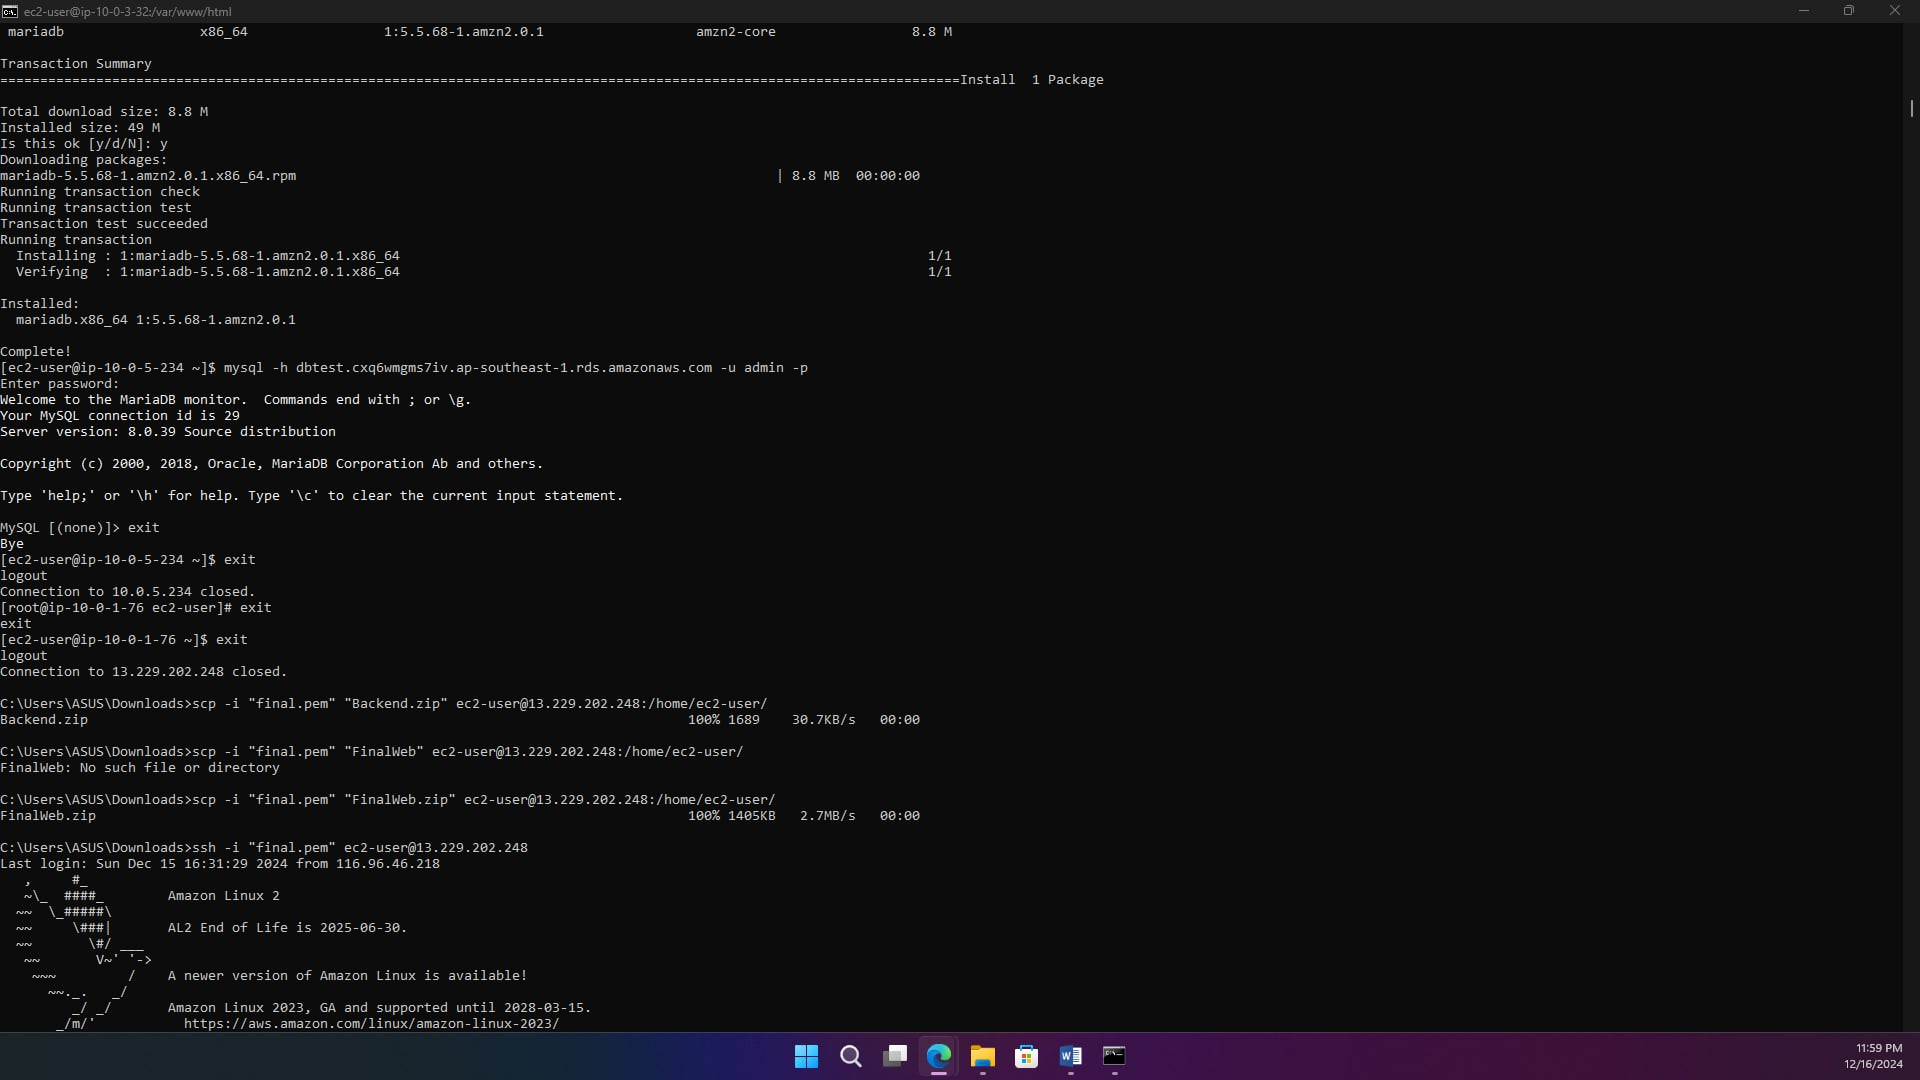 ec2-user@ip-10-0-3-32:/var/www/html
mariadb x86_64 1:5.5.68-1.amzn2.0.1 amzn2-core 8.8 M
Transaction Summary
========================================================================================================================Install  1 Package
Total download size: 8.8 M
Installed size: 49 M
Is this ok [y/d/N]: y
Downloading packages:
mariadb-5.5.68-1.amzn2.0.1.x86_64.rpm | 8.8 MB  00:00:00
Running transaction check
Running transaction test
Transaction test succeeded
Running transaction
  Installing : 1:mariadb-5.5.68-1.amzn2.0.1.x86_64 1/1
  Verifying  : 1:mariadb-5.5.68-1.amzn2.0.1.x86_64 1/1
Installed:
  mariadb.x86_64 1:5.5.68-1.amzn2.0.1
Complete!
[ec2-user@ip-10-0-5-234 ~]$ mysql -h dbtest.cxq6wmgms7iv.ap-southeast-1.rds.amazonaws.com -u admin -p
Enter password:
Welcome to the MariaDB monitor.  Commands end with ; or \g.
Your MySQL connection id is 29
Server version: 8.0.39 Source distribution
Copyright (c) 2000, 2018, Oracle, MariaDB Corporation Ab and others.
Type 'help;' or '\h' for help. Type '\c' to clear the current input statement.
MySQL [(none)]> exit
Bye
[ec2-user@ip-10-0-5-234 ~]$ exit
logout
Connection to 10.0.5.234 closed.
[root@ip-10-0-1-76 ec2-user]# exit
exit
[ec2-user@ip-10-0-1-76 ~]$ exit
logout
Connection to 13.229.202.248 closed.
C:\Users\ASUS\Downloads>scp -i "final.pem" "Backend.zip" ec2-user@13.229.202.248:/home/ec2-user/
Backend.zip 100% 1689 30.7KB/s 00:00
C:\Users\ASUS\Downloads>scp -i "final.pem" "FinalWeb" ec2-user@13.229.202.248:/home/ec2-user/
FinalWeb: No such file or directory
C:\Users\ASUS\Downloads>scp -i "final.pem" "FinalWeb.zip" ec2-user@13.229.202.248:/home/ec2-user/
FinalWeb.zip 100% 1405KB 2.7MB/s 00:00
C:\Users\ASUS\Downloads>ssh -i "final.pem" ec2-user@13.229.202.248
Last login: Sun Dec 15 16:31:29 2024 from 116.96.46.218
   ,     #_
   ~\_  ####_        Amazon Linux 2
  ~~  \_#####\
  ~~     \###|       AL2 End of Life is 2025-06-30.
  ~~       \#/ ___
   ~~       V~' '->
    ~~~         /    A newer version of Amazon Linux is available!
      ~~._.   _/
         _/ _/       Amazon Linux 2023, GA and supported until 2028-03-15.
       _/m/'           https://aws.amazon.com/linux/amazon-linux-2023/
11:59 PM
12/16/2024